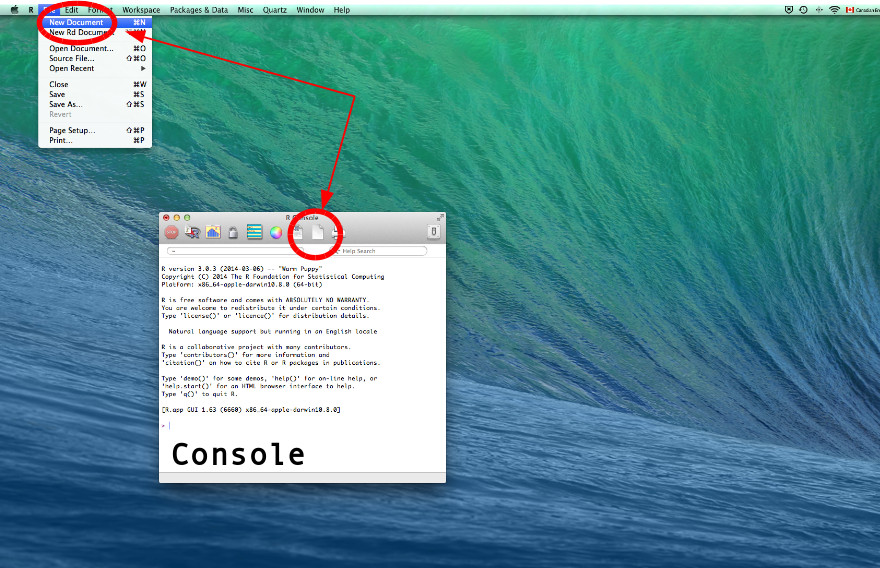 R File Edit Format Workspace Packages & Data Misc Quartz Window Help
New Document ⌘N
New Rd Document
Open Document... ⌘O
Source File... ⇧⌘O
Open Recent
Close ⌘W
Save ⌘S
Save As... ⇧⌘S
Revert
Page Setup... ⇧⌘P
Print... ⌘P
R Console
Help Search
R version 3.0.3 (2014-03-06) -- "Warm Puppy"
Copyright (C) 2014 The R Foundation for Statistical Computing
Platform: x86_64-apple-darwin10.8.0 (64-bit)
R is free software and comes with ABSOLUTELY NO WARRANTY.
You are welcome to redistribute it under certain conditions.
Type 'license()' or 'licence()' for distribution details.
Natural language support but running in an English locale
R is a collaborative project with many contributors.
Type 'contributors()' for more information and
'citation()' on how to cite R or R packages in publications.
Type 'demo()' for some demos, 'help()' for on-line help, or
'help.start()' for an HTML browser interface to help.
Type 'q()' to quit R.
[R.app GUI 1.63 (6660) x86_64-apple-darwin10.8.0]
>
Console